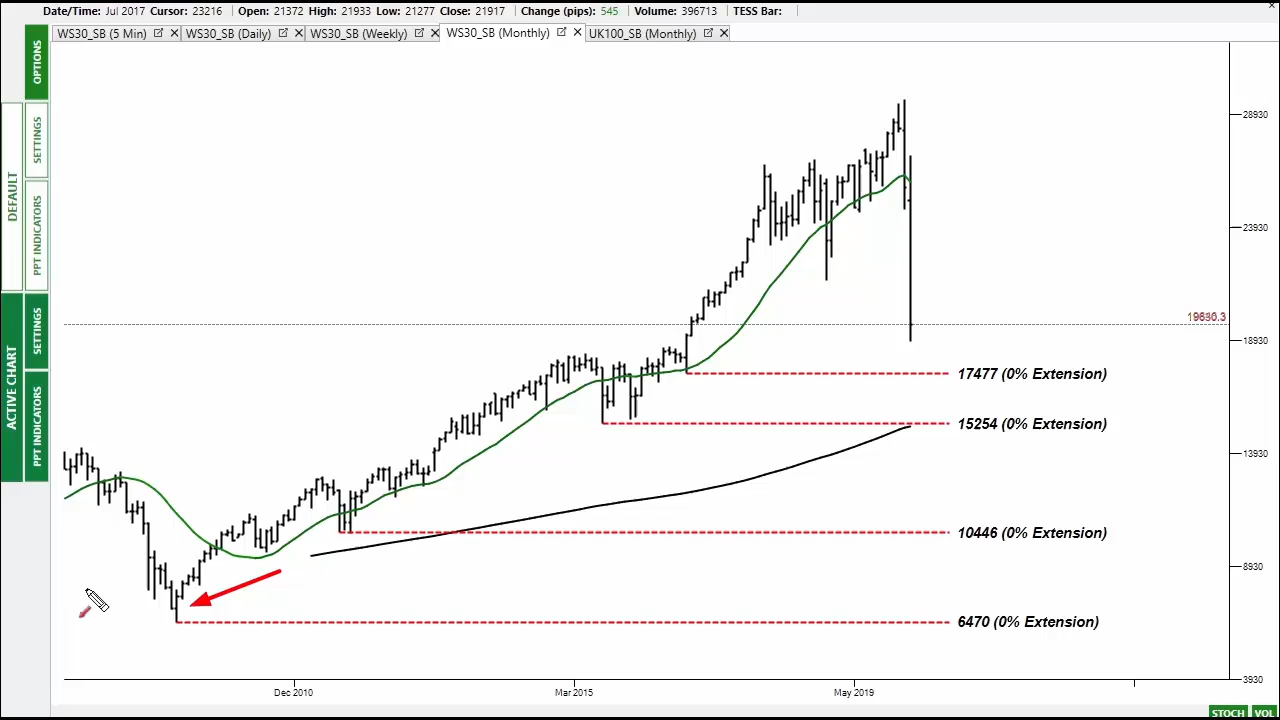 Date/Time: Jul 2017 Cursor: 23216 Open: 21372 High: 21933 Low: 21277 Close: 21917 Change (pips): 545 Volume: 396713 TESS Bar:
WS30_SB (5 Min) WS30_SB (Daily) WS30_SB (Weekly) WS30_SB (Monthly) UK100_SB (Monthly)
OPTIONS
DEFAULT
SETTINGS
PPT INDICATORS
ACTIVE CHART
SETTINGS
PPT INDICATORS
28930
23930
18930
17477 (0% Extension)
15254 (0% Extension)
13930
10446 (0% Extension)
8930
6470 (0% Extension)
3930
Dec 2010 Mar 2015 May 2019
STOCH VOL